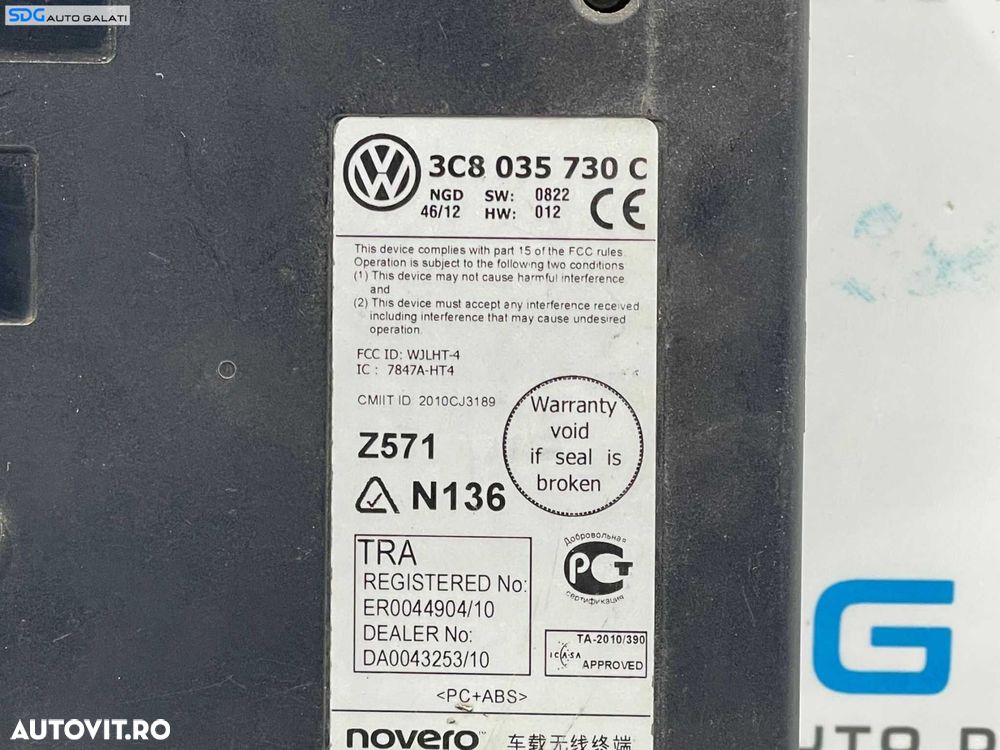 SDG AUTO GALATI
3C8 035 730 C
NGD SW: 0822
46/12 HW: 012
CE
This device complies with part 15 of the FCC rules.
Operation is subject to the following two conditions
(1) This device may not cause harmful interference
and
(2) This device must accept any interference received
including interference that may cause undesired
operation.
FCC ID: WJLHT-4
IC : 7847A-HT4
CMIIT ID 2010CJ3189
Warranty
void
if seal is
broken
Z571
N136
TRA
REGISTERED No:
ER0044904/10
DEALER No:
DA0043253/10
Добровольная
РСТ
сертификация
TA-2010/390
ICASA
APPROVED
<PC+ABS>
novero™ 车载无线终端
G
UTO P
AUTOVIT.RO